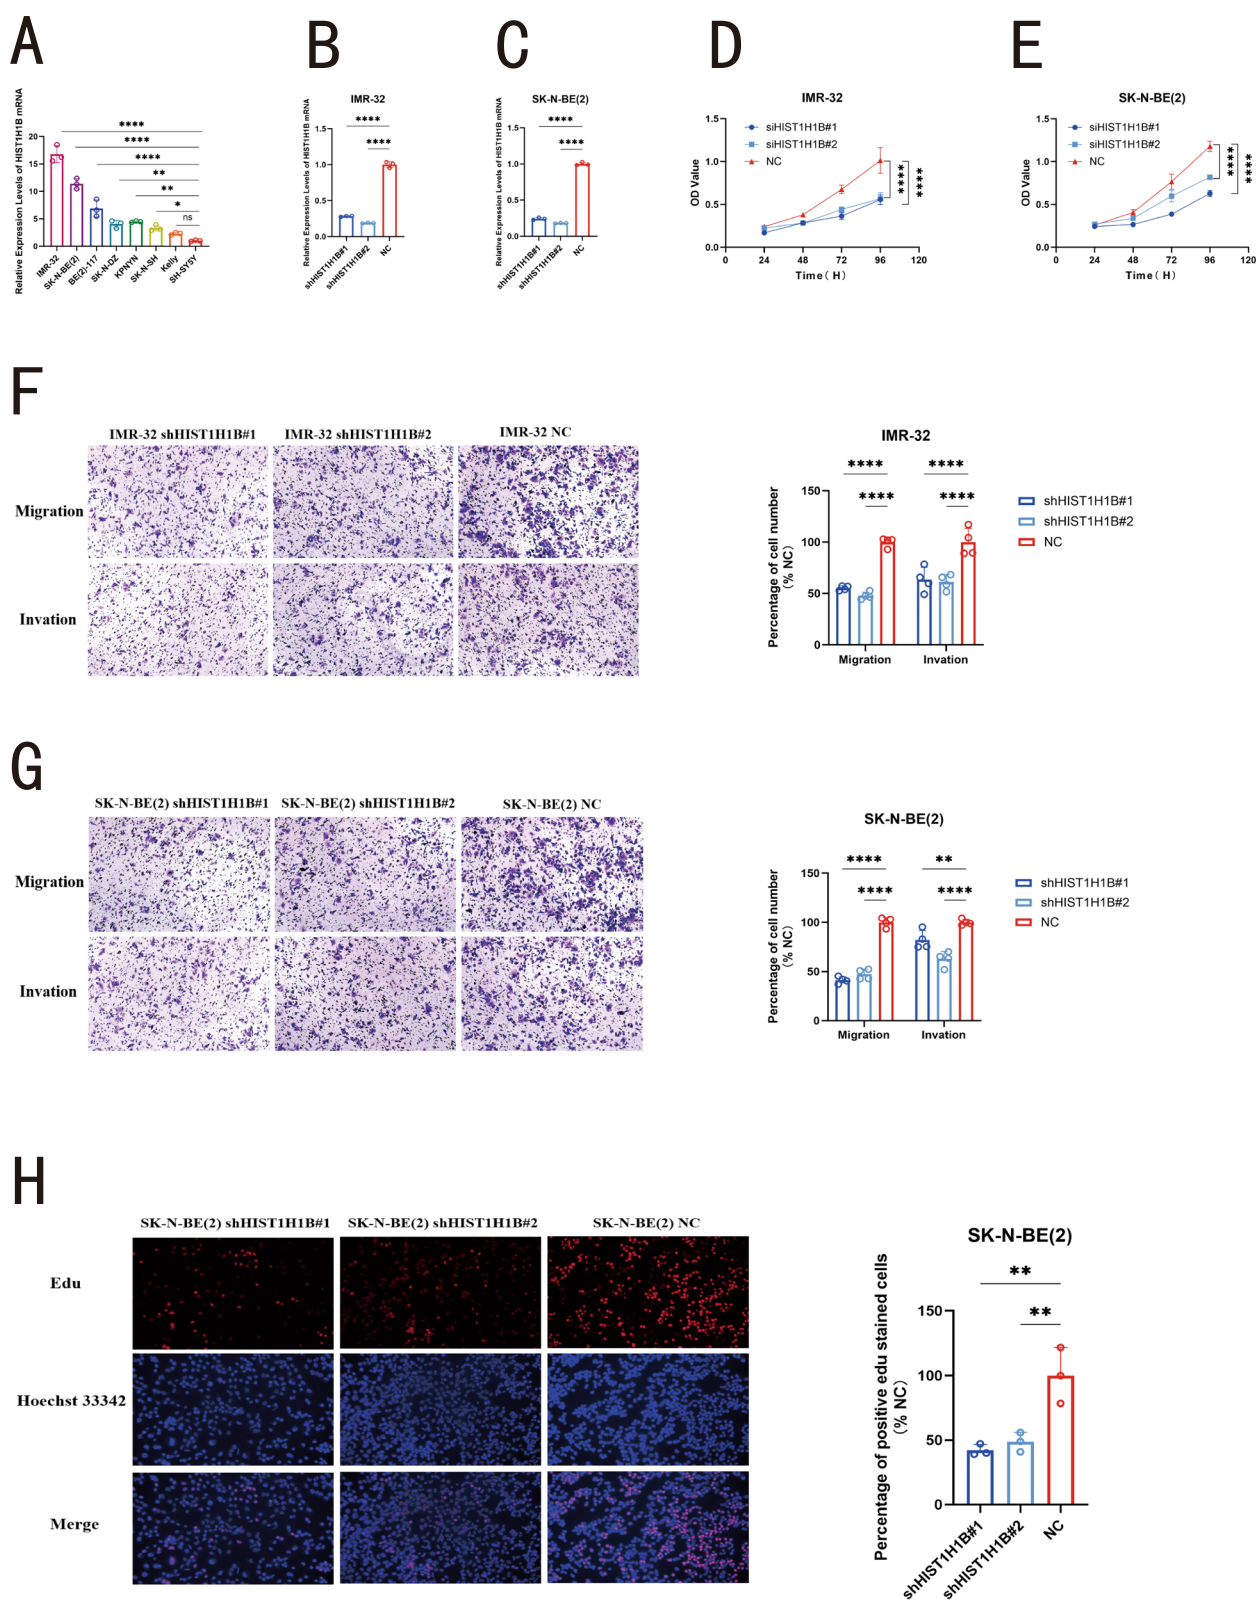 A
B
C
D
E
Relative Expression Levels of HIST1H1B mRNA
****
****
****
**
**
*
ns
20
15
10
5
0
IMR-32
SK-N-BE(2)
BE(2)-117
SK-N-DZ
KPNYN
SK-N-SH
Kelly
SH-SY5Y
IMR-32
Relative Expression Levels of HIST1H1B mRNA
****
****
1.5
1.0
0.5
0.0
shHIST1H1B#1
shHIST1H1B#2
NC
SK-N-BE(2)
Relative Expression Levels of HIST1H1B mRNA
****
****
1.5
1.0
0.5
0.0
shHIST1H1B#1
shHIST1H1B#2
NC
IMR-32
OD Value
1.5
1.0
0.5
0.0
siHIST1H1B#1
siHIST1H1B#2
NC
****
****
0 24 48 72 96 120
Time( H)
SK-N-BE(2)
OD Value
1.5
1.0
0.5
0.0
siHIST1H1B#1
siHIST1H1B#2
NC
****
****
0 24 48 72 96 120
Time( H)
F
IMR-32 shHIST1H1B#1
IMR-32 shHIST1H1B#2
IMR-32 NC
Migration
Invation
IMR-32
Percentage of cell number
(% NC)
150
100
50
0
**** ****
**** ****
Migration Invation
shHIST1H1B#1
shHIST1H1B#2
NC
G
SK-N-BE(2) shHIST1H1B#1
SK-N-BE(2) shHIST1H1B#2
SK-N-BE(2) NC
Migration
Invation
SK-N-BE(2)
Percentage of cell number
(% NC)
150
100
50
0
**** **
**** ****
Migration Invation
shHIST1H1B#1
shHIST1H1B#2
NC
H
SK-N-BE(2) shHIST1H1B#1
SK-N-BE(2) shHIST1H1B#2
SK-N-BE(2) NC
Edu
Hoechst 33342
Merge
SK-N-BE(2)
Percentage of positive edu stained cells
(% NC)
**
**
150
100
50
0
shHIST1H1B#1
shHIST1H1B#2
NC